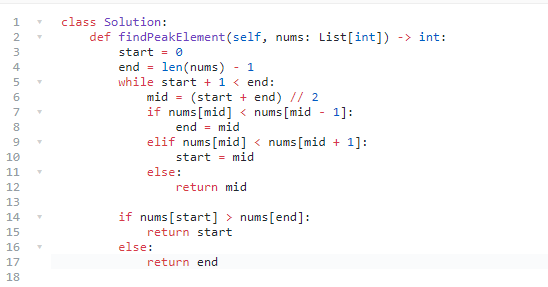 1 class Solution:
2     def findPeakElement(self, nums: List[int]) -> int:
3         start = 0
4         end = len(nums) - 1
5         while start + 1 < end:
6             mid = (start + end) // 2
7             if nums[mid] < nums[mid - 1]:
8                 end = mid
9             elif nums[mid] < nums[mid + 1]:
10                 start = mid
11             else:
12                 return mid
13
14         if nums[start] > nums[end]:
15             return start
16         else:
17             return end
18